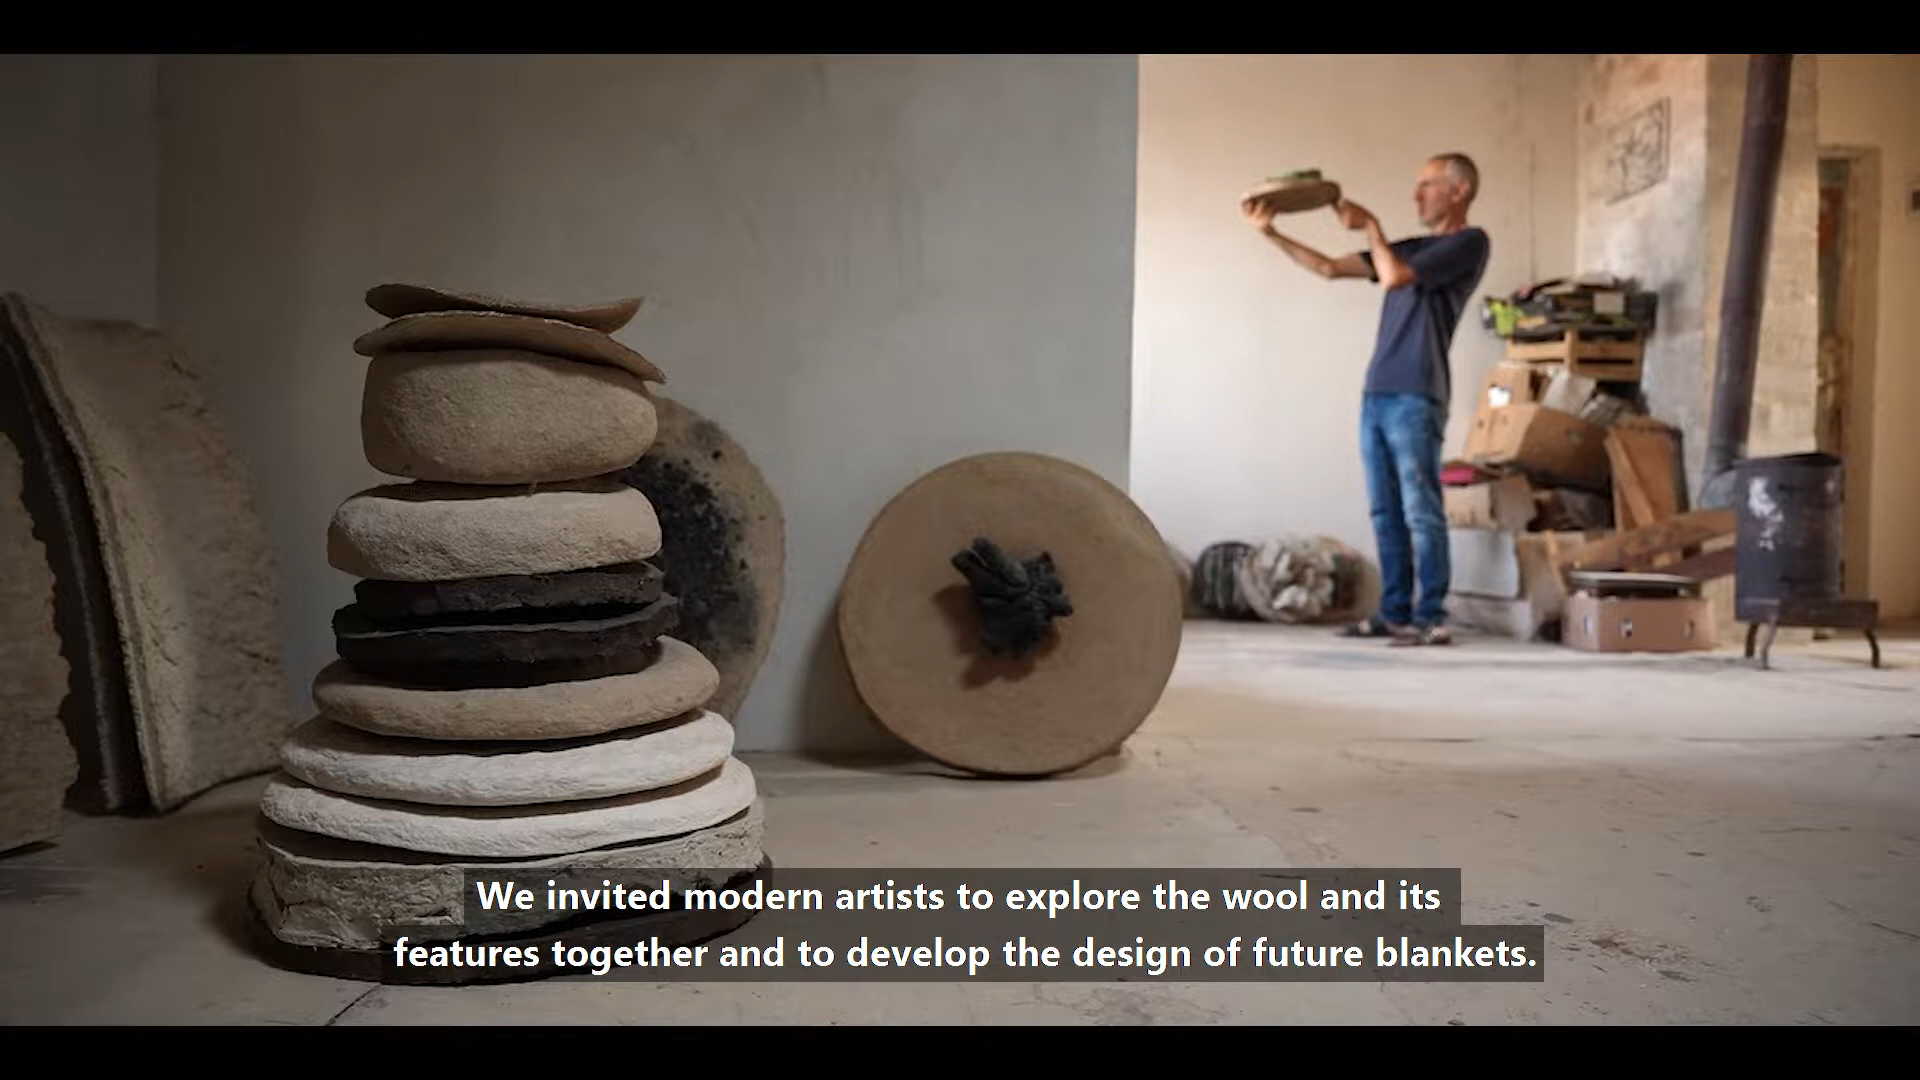 We invited modern artists to explore the wool and its
features together and to develop the design of future blankets.